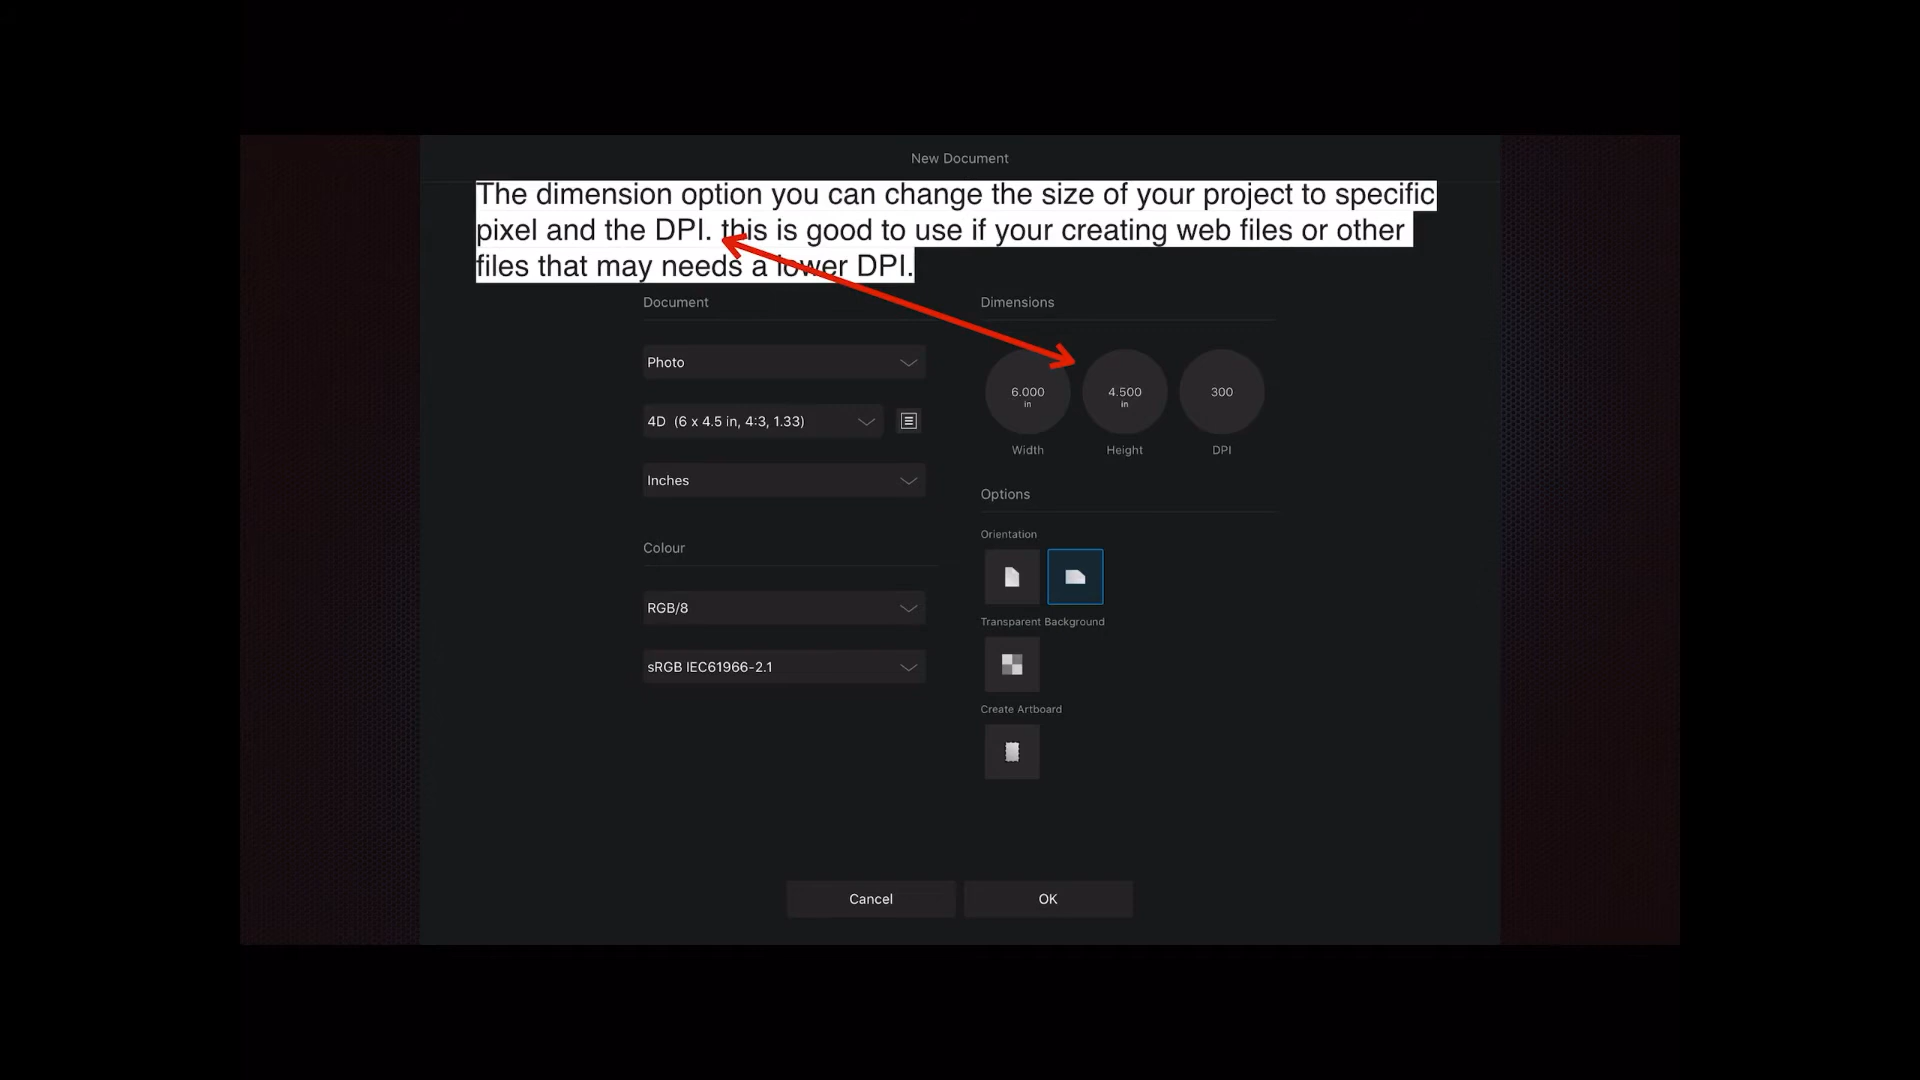 New Document
The dimension option you can change the size of your project to specific
pixel and the DPI. this is good to use if your creating web files or other
files that may needs a lower DPI.
Document
Photo
4D (6 x 4.5 in, 4:3, 1.33)
Inches
Colour
RGB/8
sRGB IEC61966-2.1
Dimensions
6.000 in 4.500 in 300
Width Height DPI
Options
Orientation
Transparent Background
Create Artboard
Cancel OK